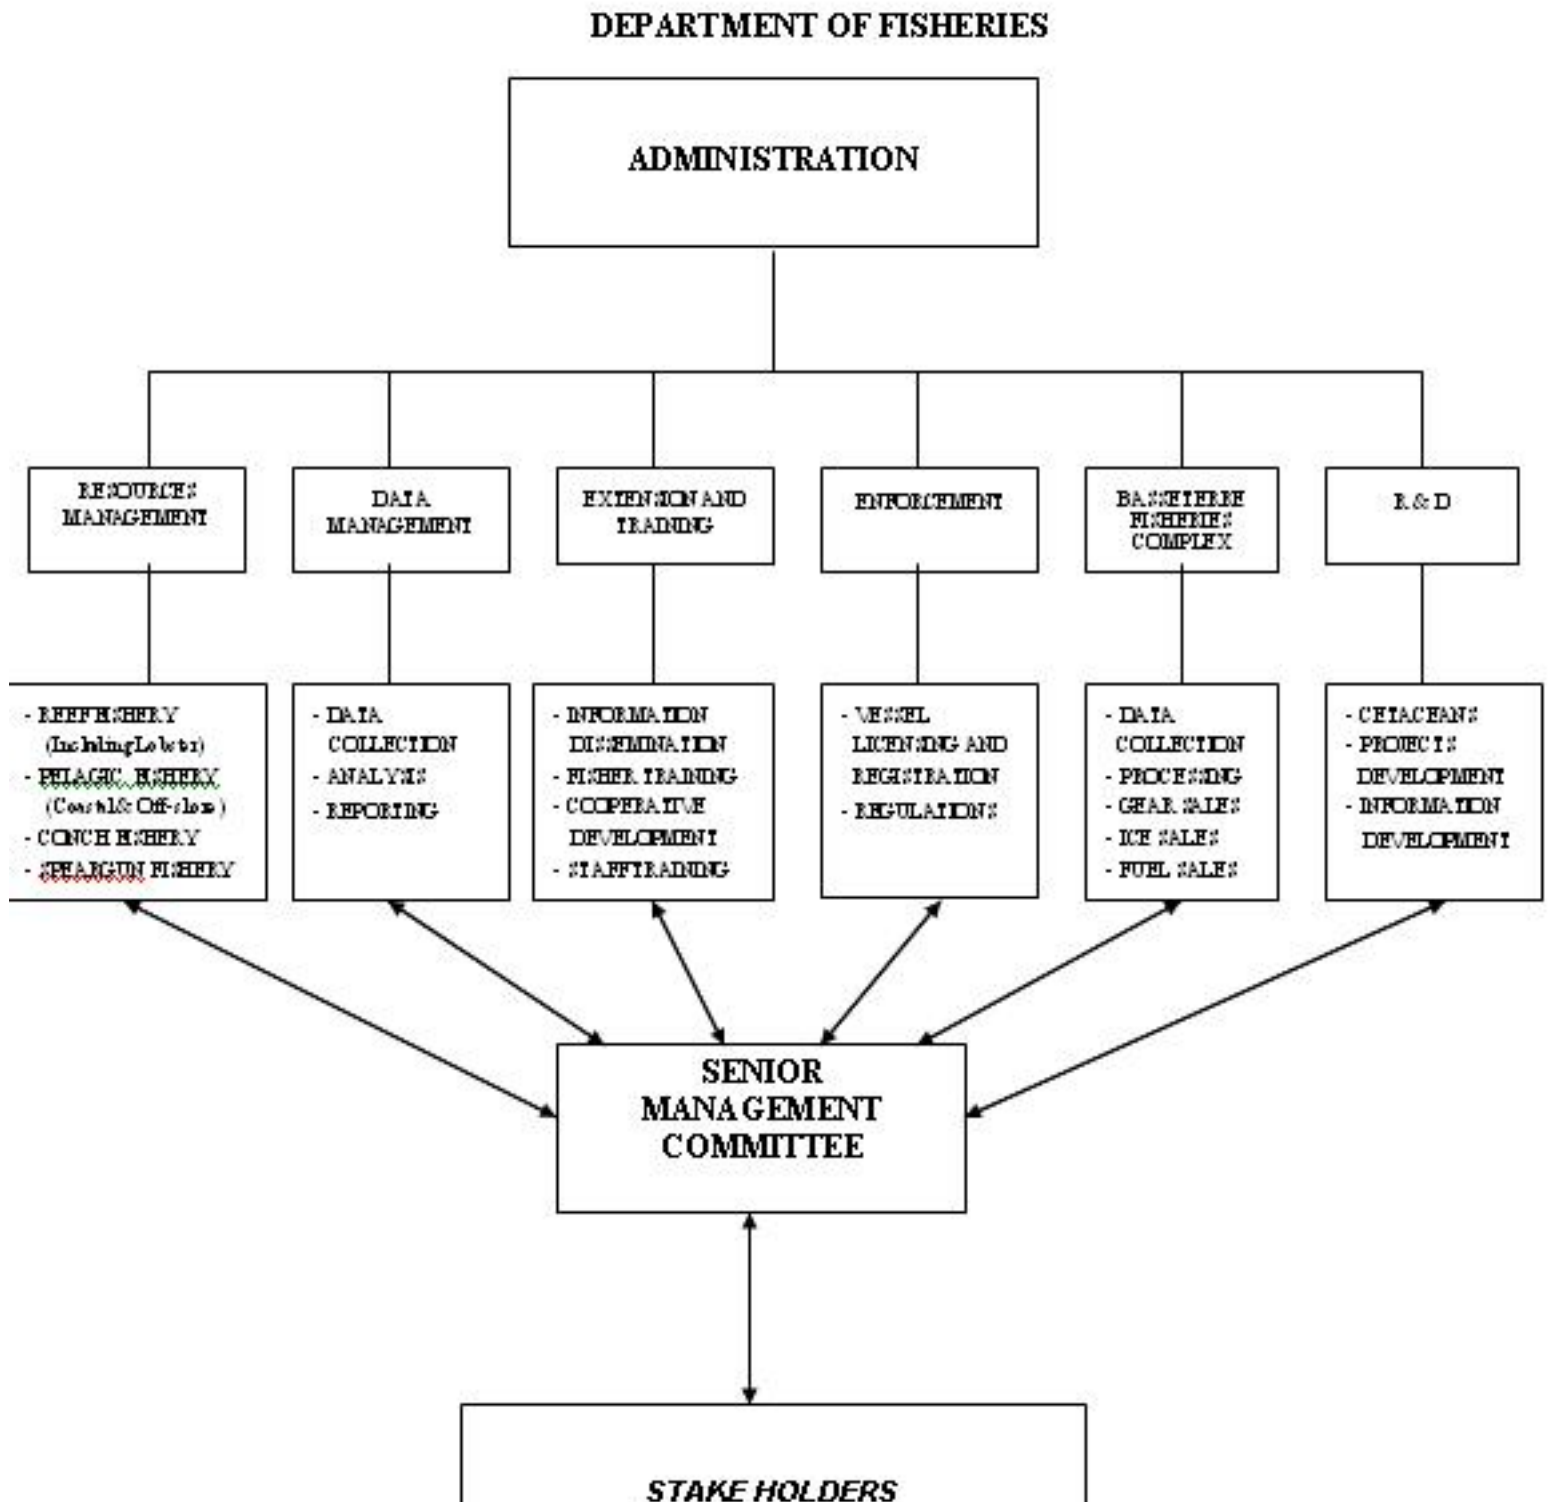 DEPARTMENT OF FISHERIES
ADMINISTRATION
RESOURCES
MANAGEMENT
DATA
MANAGEMENT
EXTENSION AND
TRAINING
ENFORCEMENT
BASSETERRE
FISHERIES
COMPLEX
R & D
- REEF FISHERY
(Including Lobster)
- PELAGIC FISHERY
(Coastal & Off-shore)
- CONCH FISHERY
- SPEARGUN FISHERY
- DATA
COLLECTION
- ANALYSIS
- REPORTING
- INFORMATION
DISSEMINATION
- FISHER TRAINING
- COOPERATIVE
DEVELOPMENT
- STAFF TRAINING
- VESSEL
LICENSING AND
REGISTRATION
- REGULATIONS
- DATA
COLLECTION
- PROCESSING
- GEAR SALES
- ICE SALES
- FUEL SALES
- CETACEANS
- PROJECTS
DEVELOPMENT
- INFORMATION
DEVELOPMENT
SENIOR
MANAGEMENT
COMMITTEE
STAKE HOLDERS